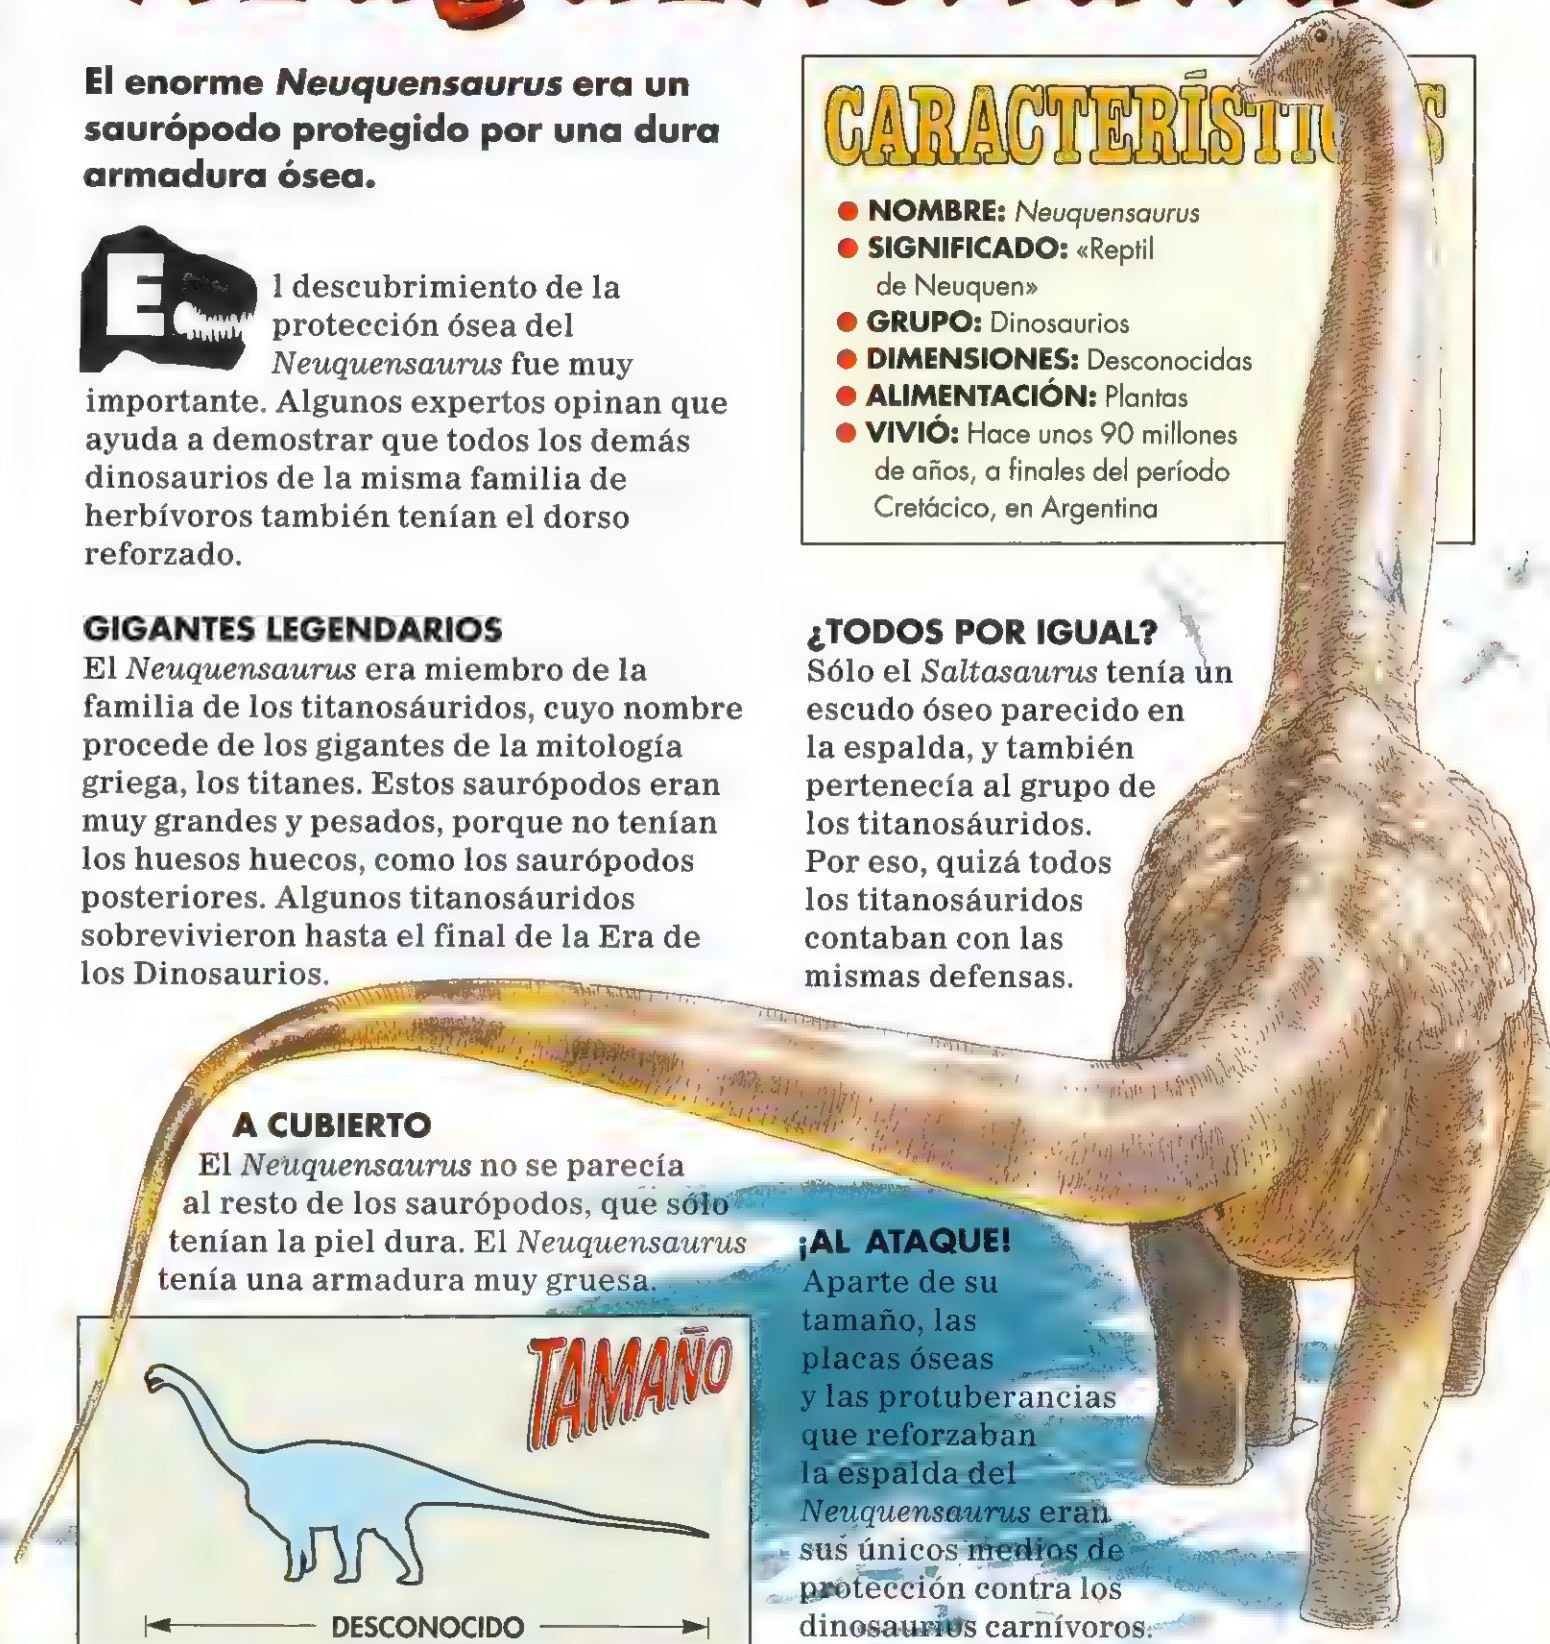 El enorme Neuquensaurus era un
saurópodo protegido por una dura
armadura ósea.
El descubrimiento de la
protección ósea del
Neuquensaurus fue muy
importante. Algunos expertos opinan que
ayuda a demostrar que todos los demás
dinosaurios de la misma familia de
herbívoros también tenían el dorso
reforzado.
GIGANTES LEGENDARIOS
El Neuquensaurus era miembro de la
familia de los titanosáuridos, cuyo nombre
procede de los gigantes de la mitología
griega, los titanes. Estos saurópodos eran
muy grandes y pesados, porque no tenían
los huesos huecos, como los saurópodos
posteriores. Algunos titanosáuridos
sobrevivieron hasta el final de la Era de
los Dinosaurios.
A CUBIERTO
El Neuquensaurus no se parecía
al resto de los saurópodos, que sólo
tenían la piel dura. El Neuquensaurus
tenía una armadura muy gruesa.
TAMAÑO
DESCONOCIDO
CARACTERÍSTICAS
● NOMBRE: Neuquensaurus
● SIGNIFICADO: «Reptil
de Neuquen»
● GRUPO: Dinosaurios
● DIMENSIONES: Desconocidas
● ALIMENTACIÓN: Plantas
● VIVIÓ: Hace unos 90 millones
de años, a finales del período
Cretácico, en Argentina
¿TODOS POR IGUAL?
Sólo el Saltasaurus tenía un
escudo óseo parecido en
la espalda, y también
pertenecía al grupo de
los titanosáuridos.
Por eso, quizá todos
los titanosáuridos
contaban con las
mismas defensas.
¡AL ATAQUE!
Aparte de su
tamaño, las
placas óseas
y las protuberancias
que reforzaban
la espalda del
Neuquensaurus eran
sus únicos medios de
protección contra los
dinosaurios carnívoros.